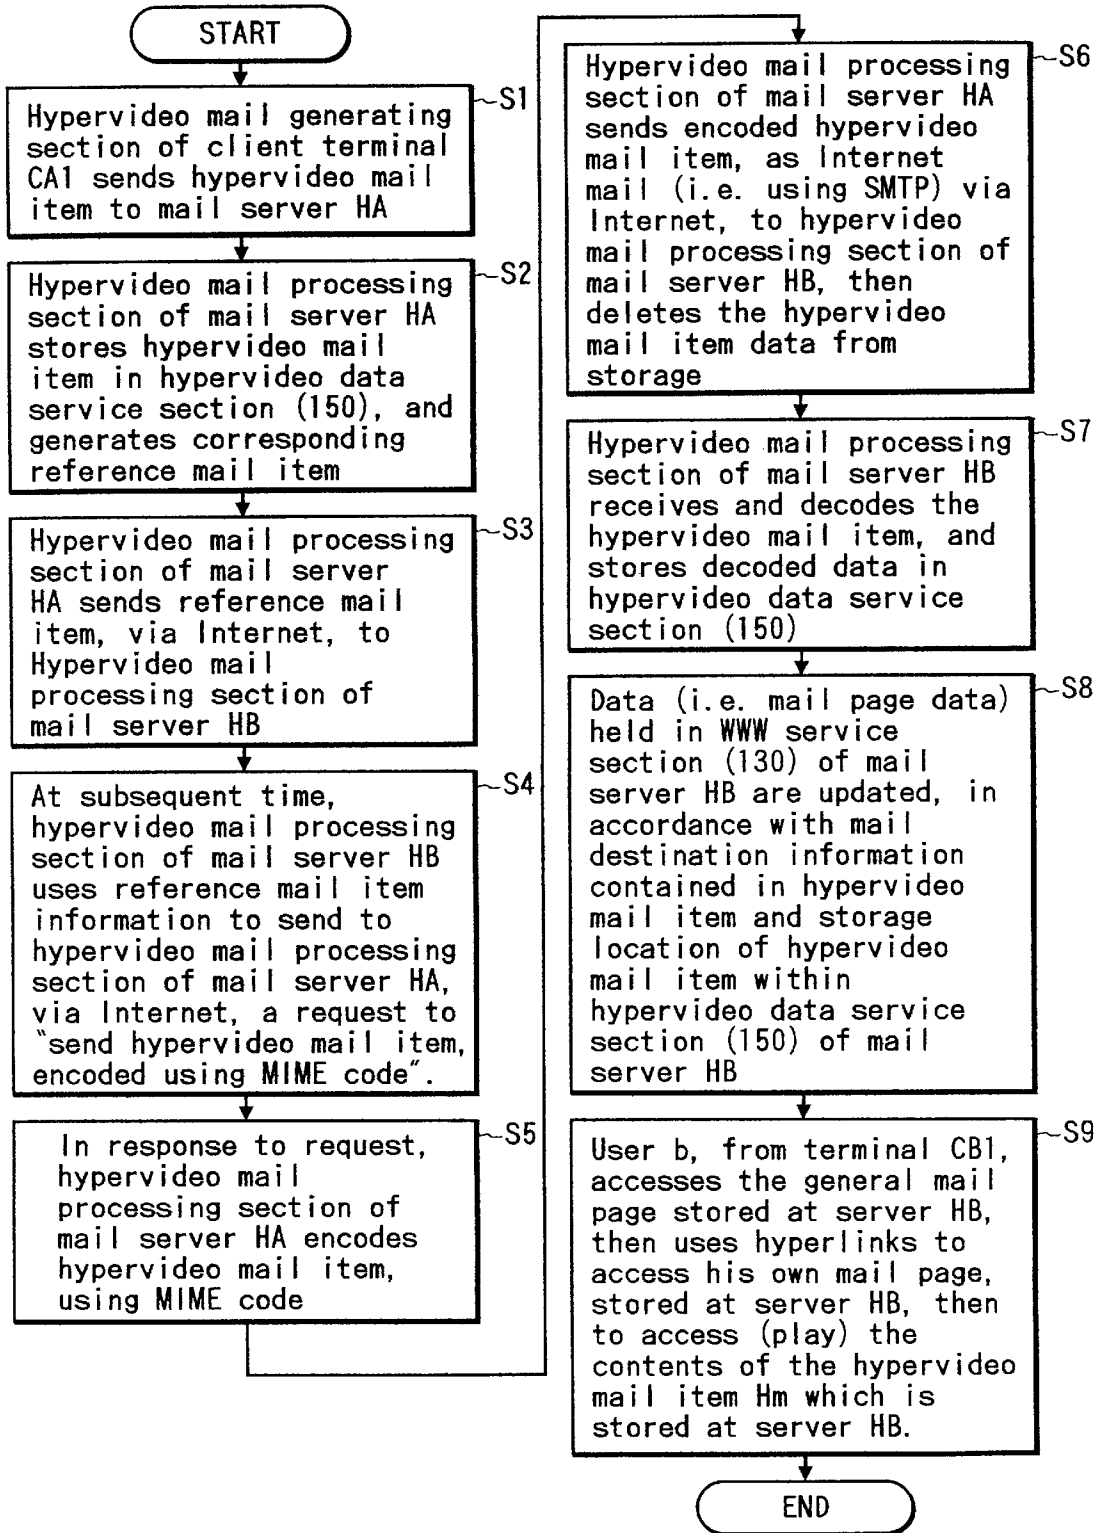 START
S1
Hypervideo mail generating
section of client terminal
CA1 sends hypervideo mail
item to mail server HA
S2
Hypervideo mail processing
section of mail server HA
stores hypervideo mail
item in hypervideo data
service section (150), and
generates corresponding
reference mail item
S3
Hypervideo mail processing
section of mail server
HA sends reference mail
item, via Internet, to
Hypervideo mail
processing section of
mail server HB
S4
At subsequent time,
hypervideo mail processing
section of mail server HB
uses reference mail item
information to send to
hypervideo mail processing
section of mail server HA,
via Internet, a request to
"send hypervideo mail item,
encoded using MIME code".
S5
In response to request,
hypervideo mail
processing section of
mail server HA encodes
hypervideo mail item,
using MIME code
S6
Hypervideo mail processing
section of mail server HA
sends encoded hypervideo
mail item, as Internet
mail (i.e. using SMTP) via
Internet, to hypervideo
mail processing section of
mail server HB, then
deletes the hypervideo
mail item data from
storage
S7
Hypervideo mail processing
section of mail server HB
receives and decodes the
hypervideo mail item, and
stores decoded data in
hypervideo data service
section (150)
S8
Data (i.e. mail page data)
held in WWW service
section (130) of mail
server HB are updated, in
accordance with mail
destination information
contained in hypervideo
mail item and storage
location of hypervideo
mail item within
hypervideo data service
section (150) of mail
server HB
S9
User b, from terminal CB1,
accesses the general mail
page stored at server HB,
then uses hyperlinks to
access his own mail page,
stored at server HB, then
to access (play) the
contents of the hypervideo
mail item Hm which is
stored at server HB.
END